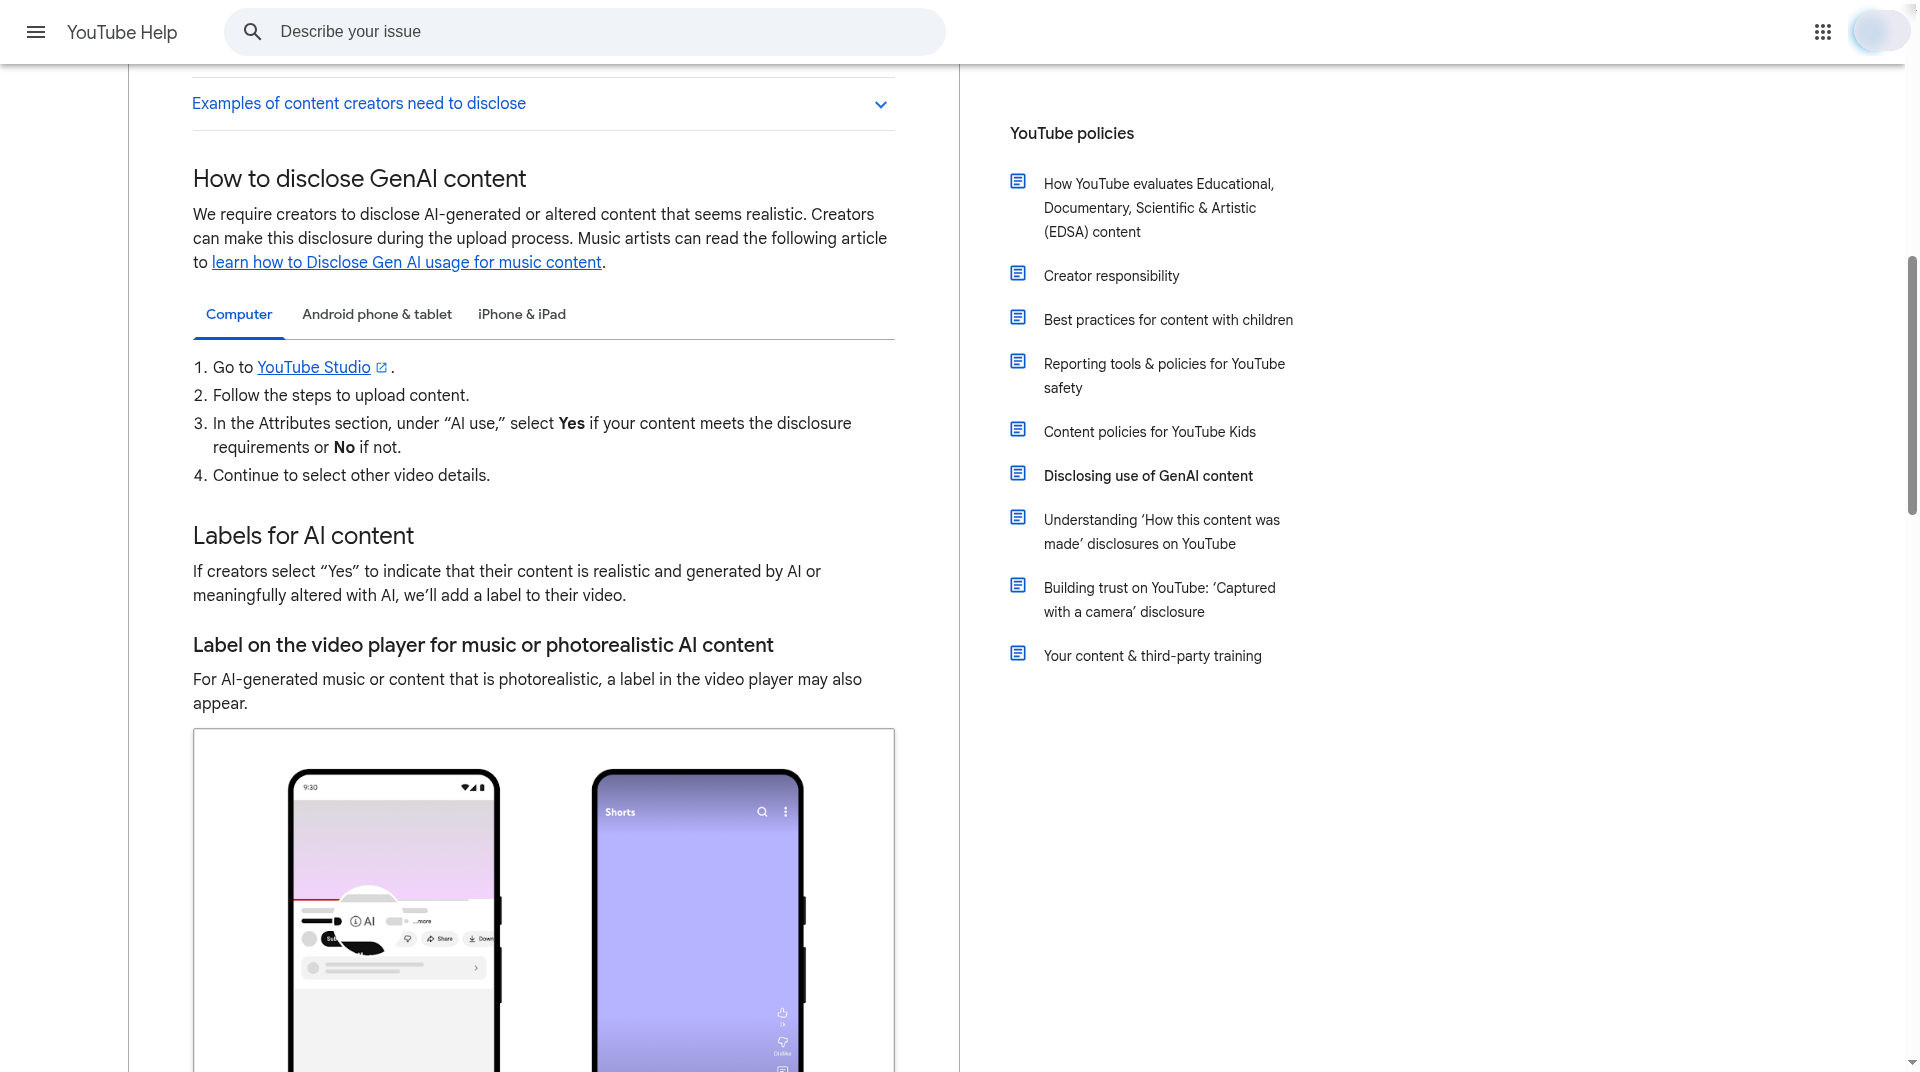 YouTube Help
Describe your issue
Examples of content creators need to disclose
How to disclose GenAI content
We require creators to disclose AI-generated or altered content that seems realistic. Creators
can make this disclosure during the upload process. Music artists can read the following article
to learn how to Disclose Gen AI usage for music content.
Computer
Android phone & tablet
iPhone & iPad
1. Go to YouTube Studio .
2. Follow the steps to upload content.
3. In the Attributes section, under “AI use,” select Yes if your content meets the disclosure
requirements or No if not.
4. Continue to select other video details.
Labels for AI content
If creators select “Yes” to indicate that their content is realistic and generated by AI or
meaningfully altered with AI, we’ll add a label to their video.
Label on the video player for music or photorealistic AI content
For AI-generated music or content that is photorealistic, a label in the video player may also
appear.
9:30
AI
...more
Share
Shorts
Dislike
YouTube policies
How YouTube evaluates Educational,
Documentary, Scientific & Artistic
(EDSA) content
Creator responsibility
Best practices for content with children
Reporting tools & policies for YouTube
safety
Content policies for YouTube Kids
Disclosing use of GenAI content
Understanding ‘How this content was
made’ disclosures on YouTube
Building trust on YouTube: ‘Captured
with a camera’ disclosure
Your content & third-party training